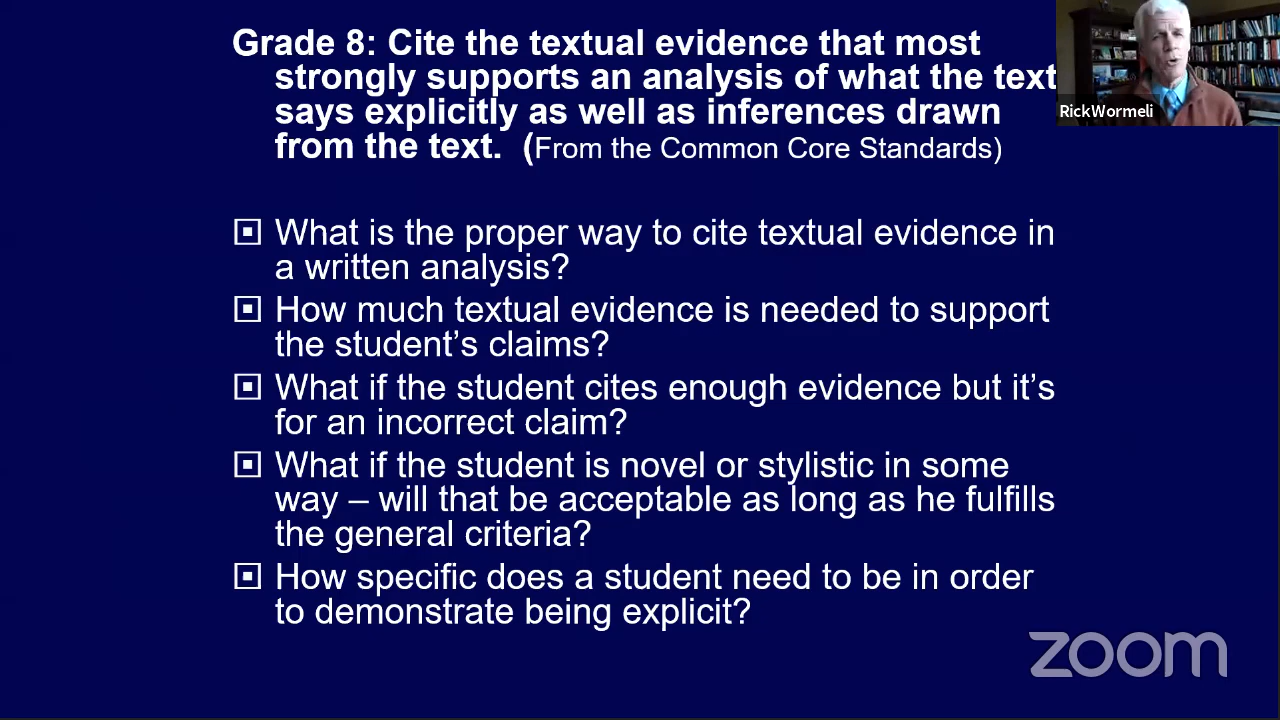 Grade 8: Cite the textual evidence that most
strongly supports an analysis of what the text
says explicitly as well as inferences drawn
from the text. (From the Common Core Standards)
RickWormeli
What is the proper way to cite textual evidence in
a written analysis?
How much textual evidence is needed to support
the student’s claims?
What if the student cites enough evidence but it’s
for an incorrect claim?
What if the student is novel or stylistic in some
way – will that be acceptable as long as he fulfills
the general criteria?
How specific does a student need to be in order
to demonstrate being explicit?
zoom